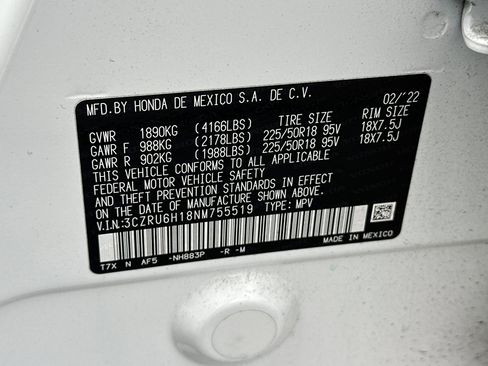 MFD.BY HONDA DE MEXICO S.A. DE C.V. 02/'22
GVWR 1890KG (4166LBS) TIRE SIZE RIM SIZE
GAWR F 988KG (2178LBS) 225/50R18 95V 18X7.5J
GAWR R 902KG (1988LBS) 225/50R18 95V 18X7.5J
THIS VEHICLE CONFORMS TO ALL APPLICABLE
FEDERAL MOTOR VEHICLE SAFETY
AND THEFT PREVENTION STANDARDS IN EFFECT
ON THE DATE OF MANUFACTURE SHOWN ABOVE.
V.I.N.:3CZRU6H18NM755519 TYPE: MPV
MADE IN MEXICO
T7X N AF5 -NH883P -R -M